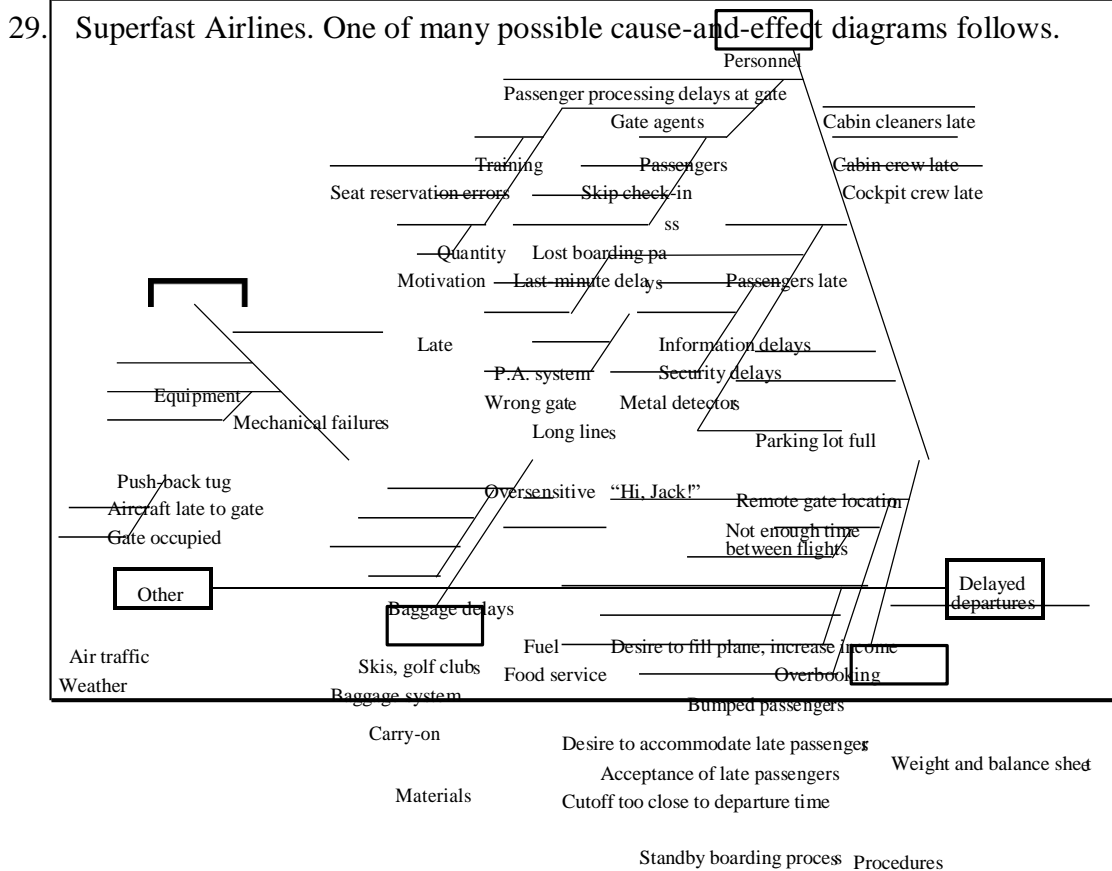 29. Superfast Airlines. One of many possible cause-and-effect diagrams follows.
Personnel
Passenger processing delays at gate
Gate agents
Cabin cleaners late
Training
Passengers
Cabin crew late
Seat reservation errors
Skip check-in
Cockpit crew late
ss
Quantity
Lost boarding pa
Motivation
Last-minute delays
Passengers late
Late
Information delays
P.A. system
Security delays
Equipment
Wrong gate
Metal detectors
Mechanical failures
Long lines
Parking lot full
Push-back tug
Oversensitive
“Hi, Jack!”
Remote gate location
Aircraft late to gate
Not enough time
between flights
Gate occupied
Other
Delayed
departures
Baggage delays
Fuel
Desire to fill plane, increase income
Air traffic
Skis, golf clubs
Food service
Overbooking
Weather
Baggage system
Bumped passengers
Carry-on
Desire to accommodate late passengers
Weight and balance sheet
Acceptance of late passengers
Materials
Cutoff too close to departure time
Standby boarding process
Procedures